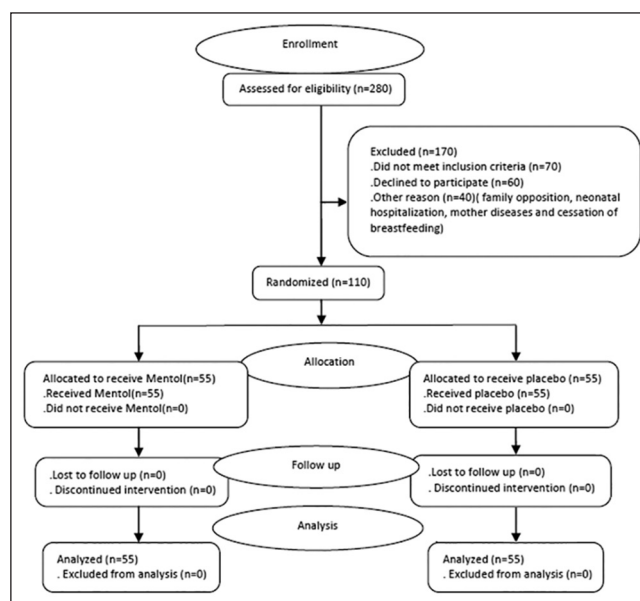 Enrollment
Assessed for eligibility (n=280)
Excluded (n=170)
.Did not meet inclusion criteria (n=70)
.Declined to participate (n=60)
.Other reason (n=40)( family opposition, neonatal
hospitalization, mother diseases and cessation of
breastfeeding)
Randomized (n=110)
Allocation
Allocated to receive Mentol(n=55)
.Received Mentol(n=55)
.Did not receive Mentol(n=0)
Allocated to receive placebo (n=55)
.Received placebo (n=55)
.Did not receive placebo (n=0)
Follow up
.Lost to follow up (n=0)
. Discontinued intervention (n=0)
.Lost to follow up (n=0)
. Discontinued intervention (n=0)
Analysis
Analyzed (n=55)
. Excluded from analysis (n=0)
Analyzed (n=55)
. Excluded from analysis (n=0)